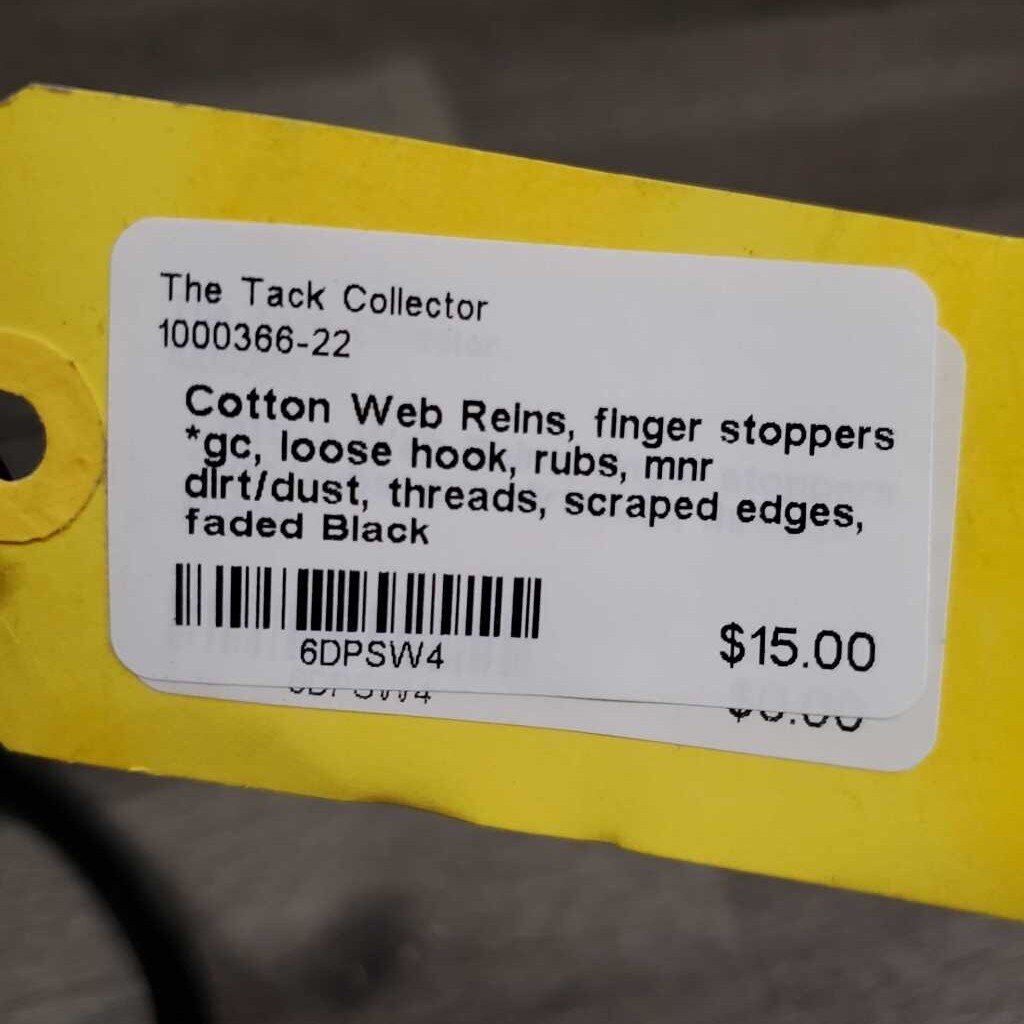 The Tack Collector
1000366-22
Cotton Web Reins, finger stoppers
*gc, loose hook, rubs, mnr
dirt/dust, threads, scraped edges,
faded Black
6DPSW4
$15.00
6DPSW4